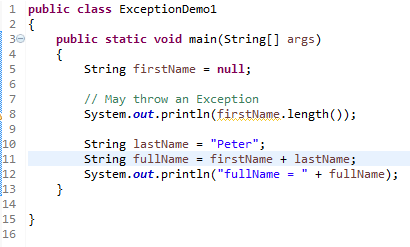 1 public class ExceptionDemo1
2 {
3 public static void main(String[] args)
4 {
5 String firstName = null;
6
7 // May throw an Exception
8 System.out.println(firstName.length());
9
10 String lastName = "Peter";
11 String fullName = firstName + lastName;
12 System.out.println("fullName = " + fullName);
13 }
14
15 }
16